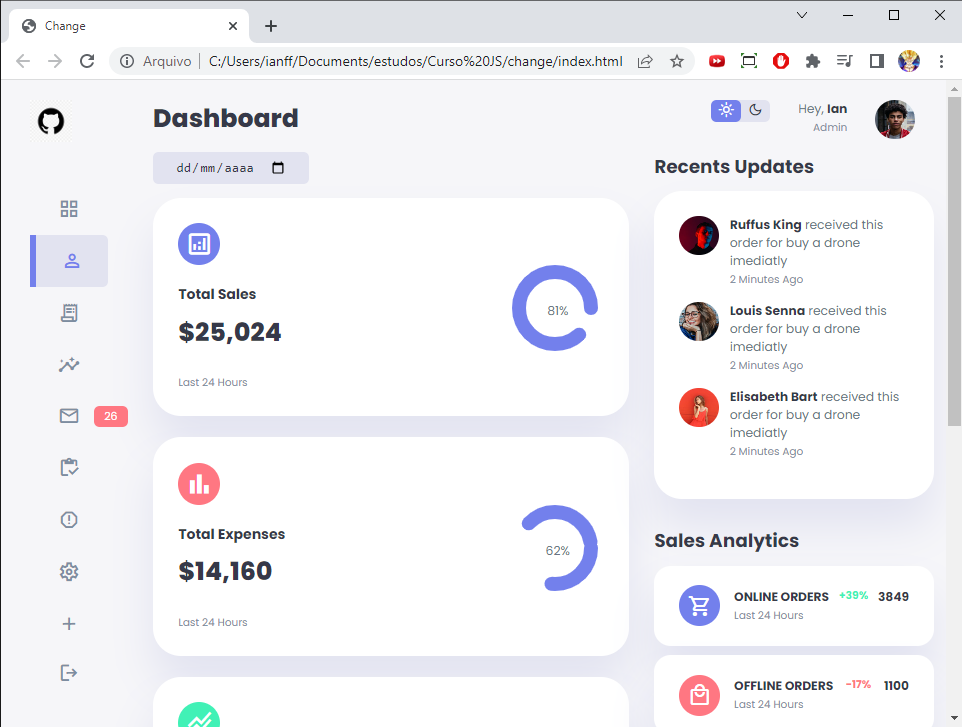 Change
Arquivo
C:/Users/ianff/Documents/estudos/Curso%20JS/change/index.html
Dashboard
Hey, Ian
Admin
dd/mm/aaaa
Total Sales
$25,024
81%
Last 24 Hours
26
Total Expenses
$14,160
62%
Last 24 Hours
Recents Updates
Ruffus King received this
order for buy a drone
imediatly
2 Minutes Ago
Louis Senna received this
order for buy a drone
imediatly
2 Minutes Ago
Elisabeth Bart received this
order for buy a drone
imediatly
2 Minutes Ago
Sales Analytics
ONLINE ORDERS +39% 3849
Last 24 Hours
OFFLINE ORDERS -17% 1100
Last 24 Hours